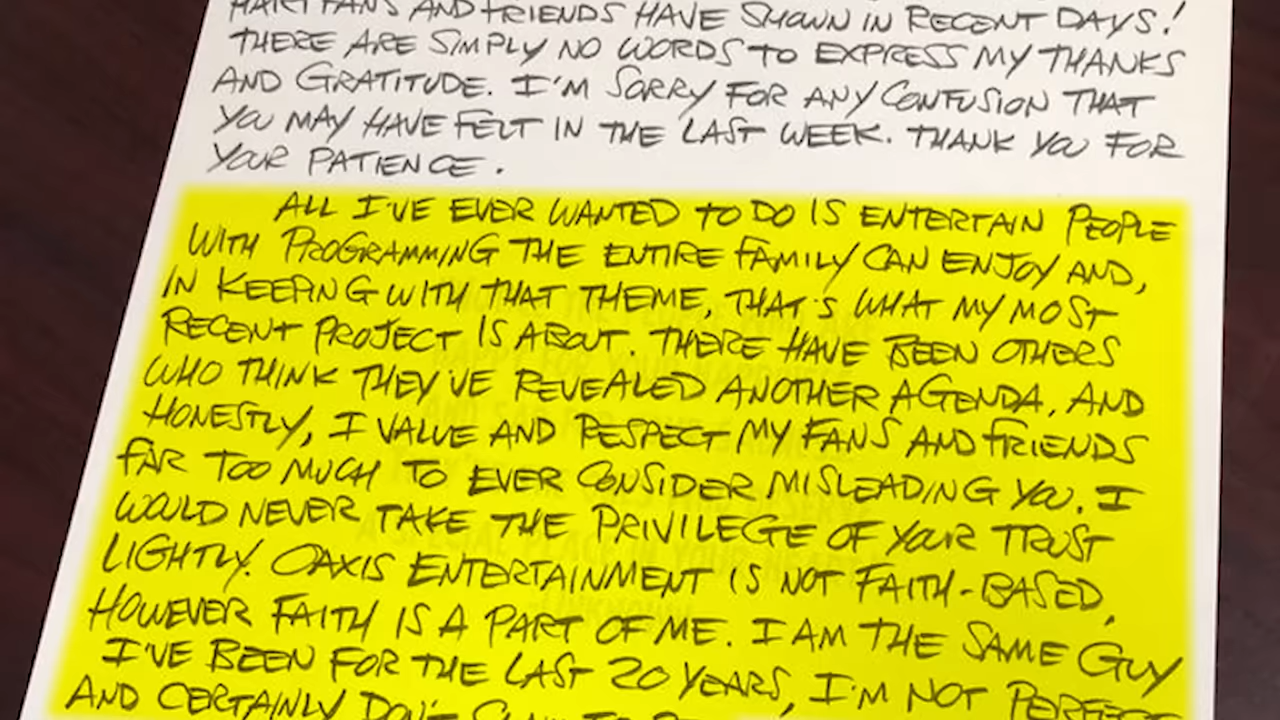 HART FANS AND FRIENDS HAVE SHOWN IN RECENT DAYS!
THERE ARE SIMPLY NO WORDS TO EXPRESS MY THANKS
AND GRATITUDE. I'M SORRY FOR ANY CONFUSION THAT
YOU MAY HAVE FELT IN THE LAST WEEK. THANK YOU FOR
YOUR PATIENCE.
ALL I'VE EVER WANTED TO DO IS ENTERTAIN PEOPLE
WITH PROGRAMMING THE ENTIRE FAMILY CAN ENJOY AND,
IN KEEPING WITH THAT THEME, THAT'S WHAT MY MOST
RECENT PROJECT IS ABOUT. THERE HAVE BEEN OTHERS
WHO THINK THEY'VE REVEALED ANOTHER AGENDA, AND
HONESTLY, I VALUE AND RESPECT MY FANS AND FRIENDS
FAR TOO MUCH TO EVER CONSIDER MISLEADING YOU. I
WOULD NEVER TAKE THE PRIVILEGE OF YOUR TRUST
LIGHTLY. OAXIS ENTERTAINMENT IS NOT FAITH-BASED,
HOWEVER FAITH IS A PART OF ME. I AM THE SAME GUY
I'VE BEEN FOR THE LAST 20 YEARS, I'M NOT PERFECT
AND CERTAINLY DON'T CLAIM TO BE